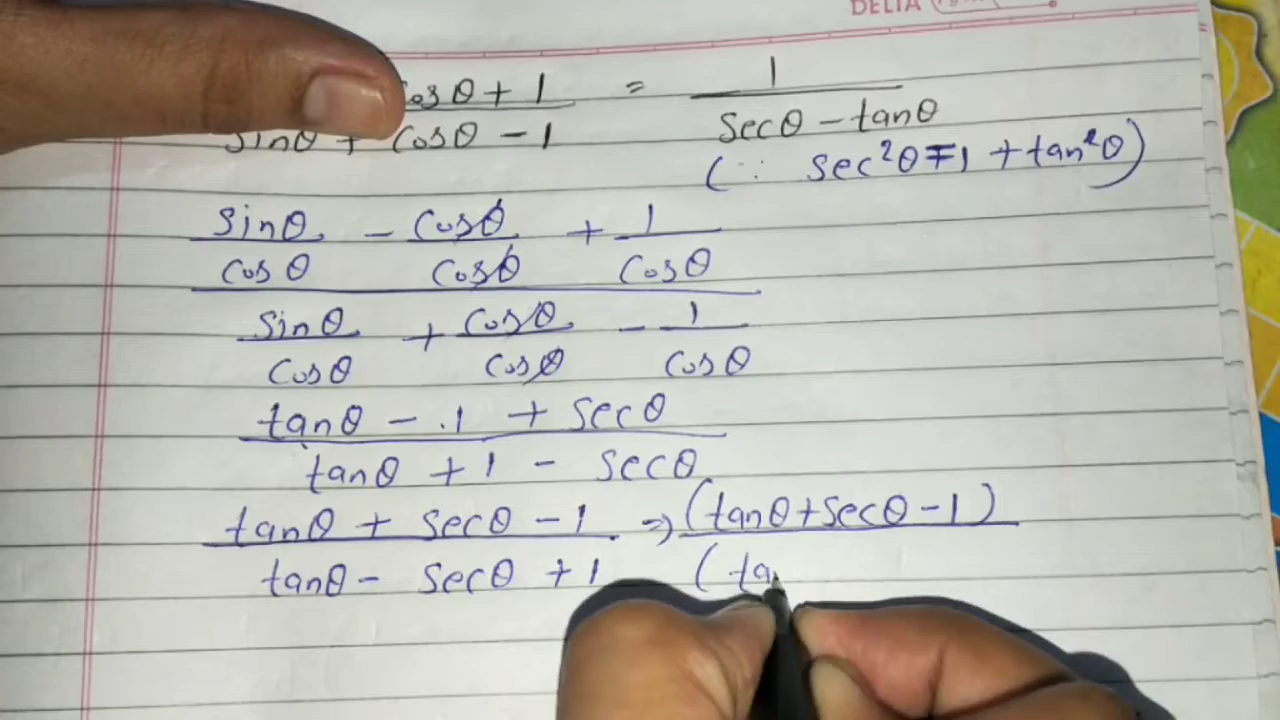 DELTA
cosθ + 1 = 1
sinθ + cosθ - 1 secθ - tanθ
(∵ sec²θ = 1 + tan²θ)
sinθ - cosθ + 1
cosθ cosθ cosθ
sinθ + cosθ - 1
cosθ cosθ cosθ
tanθ - .1 + secθ
tanθ + 1 - secθ
tanθ + secθ - 1 ⇒ (tanθ + secθ - 1)
tanθ - secθ + 1 (ta